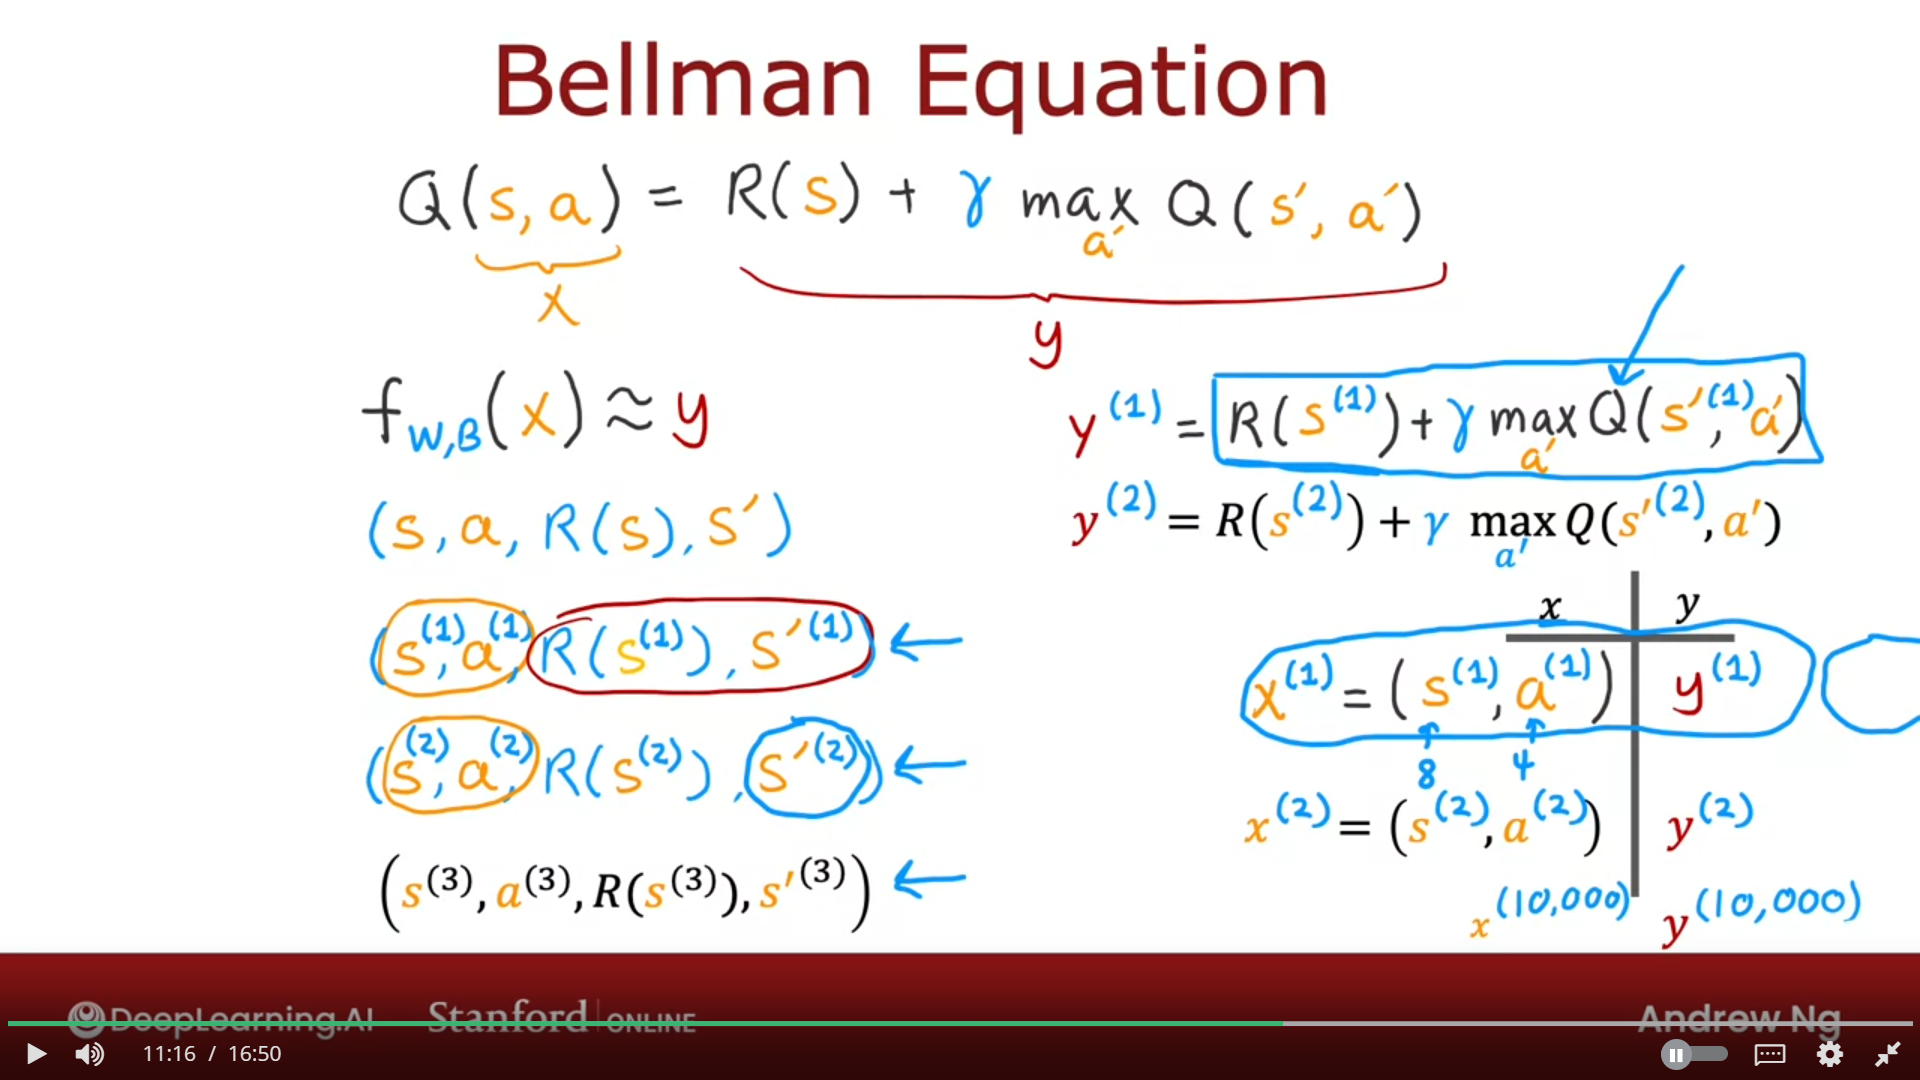 Bellman Equation
Q(s, a) = R(s) + γ max Q(s', a')
a'
x
y
f W,B (x) ≈ y
(s, a, R(s), s')
(s^(1), a^(1), R(s^(1)), s'^(1)) ←
(s^(2), a^(2), R(s^(2)), s'^(2)) ←
(s^(3), a^(3), R(s^(3)), s'^(3)) ←
y^(1) = R(s^(1)) + γ max Q(s'^(1), a')
a'
y^(2) = R(s^(2)) + γ max Q(s'^(2), a')
a'
x y
x^(1) = (s^(1), a^(1)) y^(1)
8 4
x^(2) = (s^(2), a^(2)) y^(2)
x^(10,000) y^(10,000)
DeepLearning.AI Stanford | ONLINE Andrew Ng
11:16 / 16:50